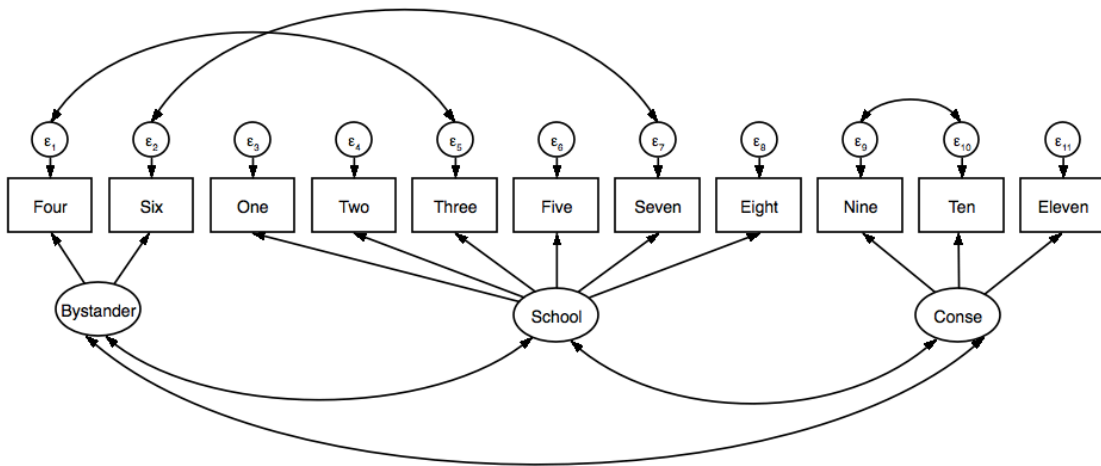 ε₁ ε₂ ε₃ ε₄ ε₅ ε₆ ε₇ ε₈ ε₉ ε₁₀ ε₁₁
Four Six One Two Three Five Seven Eight Nine Ten Eleven
Bystander School Conse